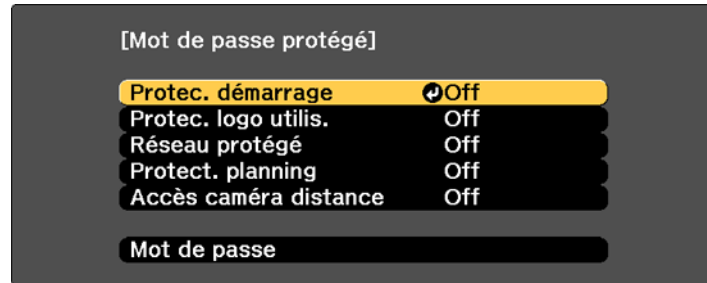 [Mot de passe protégé]
Protec. démarrage Off
Protec. logo utilis. Off
Réseau protégé Off
Protect. planning Off
Accès caméra distance Off
Mot de passe